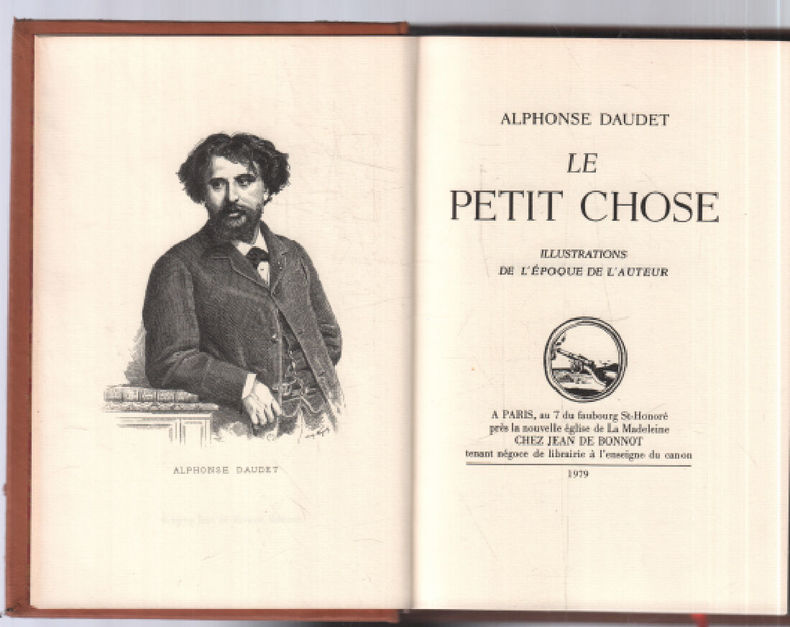 ALPHONSE DAUDET
ALPHONSE DAUDET
LE
PETIT CHOSE
ILLUSTRATIONS
DE L'ÉPOQUE DE L'AUTEUR
A PARIS, au 7 du faubourg St-Honoré
près la nouvelle église de La Madeleine
CHEZ JEAN DE BONNOT
tenant négoce de librairie à l'enseigne du canon
1979